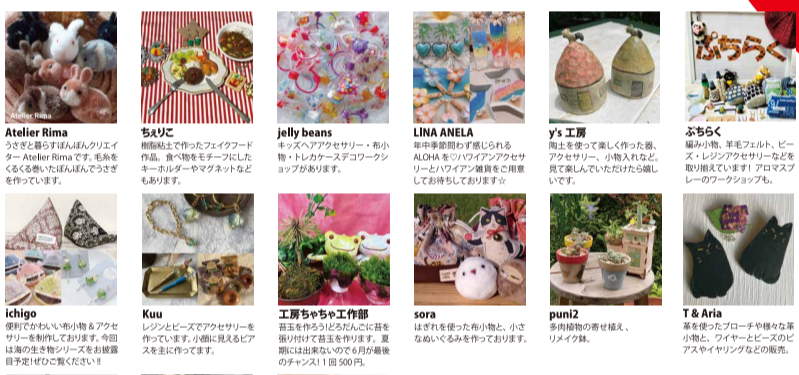 Atelier Rima
Atelier Rima
うさぎと暮らすぽんぽんクリエイ
ター Atelier Rima です。毛糸を
くるくる巻いたぽんぽんでうさぎ
を作っています。
ちぇりこ
樹脂粘土で作ったフェイクフード
作品。食べ物をモチーフにした
キーホルダーやマグネットなど
もあります。
jelly beans
キッズヘアアクセサリー・布小
物・トレカケースデコワークシ
ョップがあります。
LINA ANELA
年中季節問わず感じられる
ALOHA を♡ハワイアンアクセサ
リーとハワイアン雑貨をご用意
してお待ちしております☆
y's 工房
陶土を使って楽しく作った器、
アクセサリー、小物入れなど。
見て楽しんでいただけたら嬉し
いです。
ぷちらく
ぷちらく
編み小物、羊毛フェルト、ビー
ズ・レジンアクセサリーなどを
取り揃えています！ アロマスプ
レーのワークショップも。
ichigo
便利でかわいい布小物 & アクセ
サリーを制作しております。今回
は海の生き物シリーズをお披露
目予定！ぜひご覧ください !!
Kuu
レジンとビーズでアクセサリーを
作っています。小顔に見えるピア
スを主に作ってます。
工房ちゃちゃ工作部
苔玉を作ろう！どろだんごに苔を
張り付けて苔玉を作ります。夏
期には出来ないので 6 月が最後
のチャンス！ 1 回 500 円。
sora
はぎれを使った布小物と、小さ
なぬいぐるみを作っております。
puni2
多肉植物の寄せ植え、
リメイク鉢。
T & Aria
革を使ったブローチや様々な革
小物と、ワイヤーとビーズのピ
アスやイヤリングなどの販売。